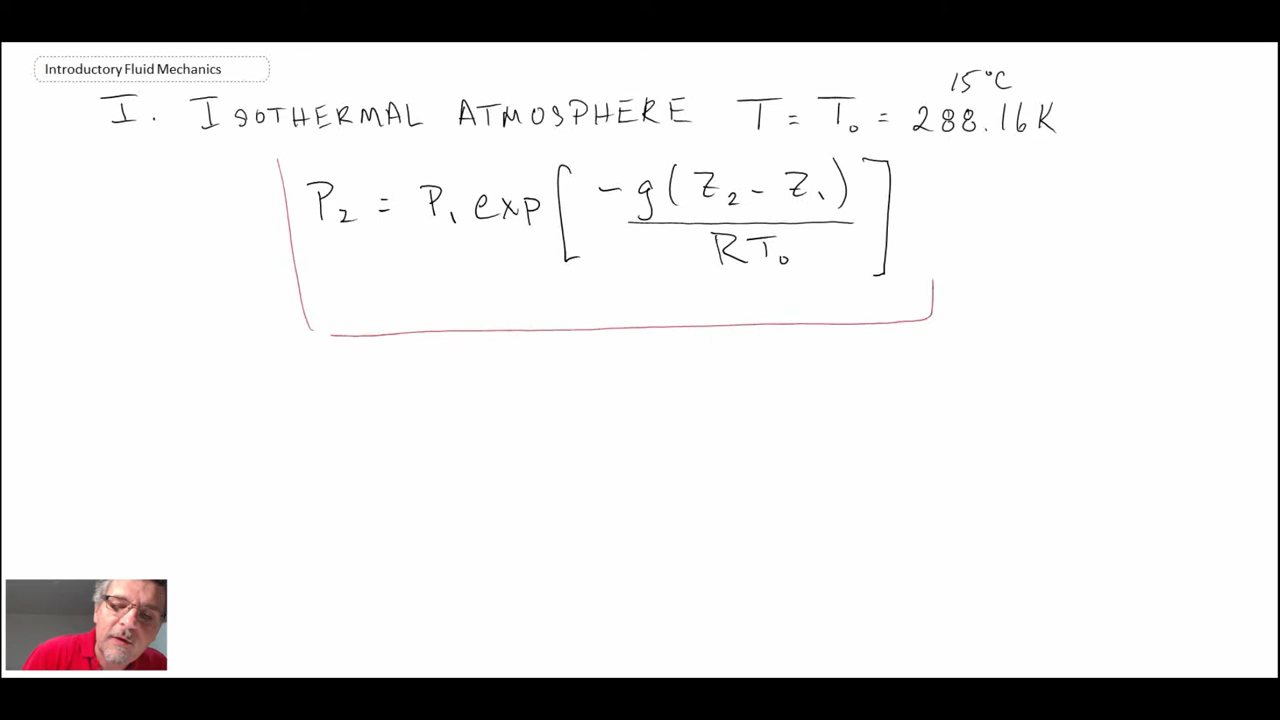 Introductory Fluid Mechanics
15°C
I. ISOTHERMAL ATMOSPHERE T = T₀ = 288.16K
P₂ = P₁ exp[ -g(Z₂ - Z₁) / RT₀ ]